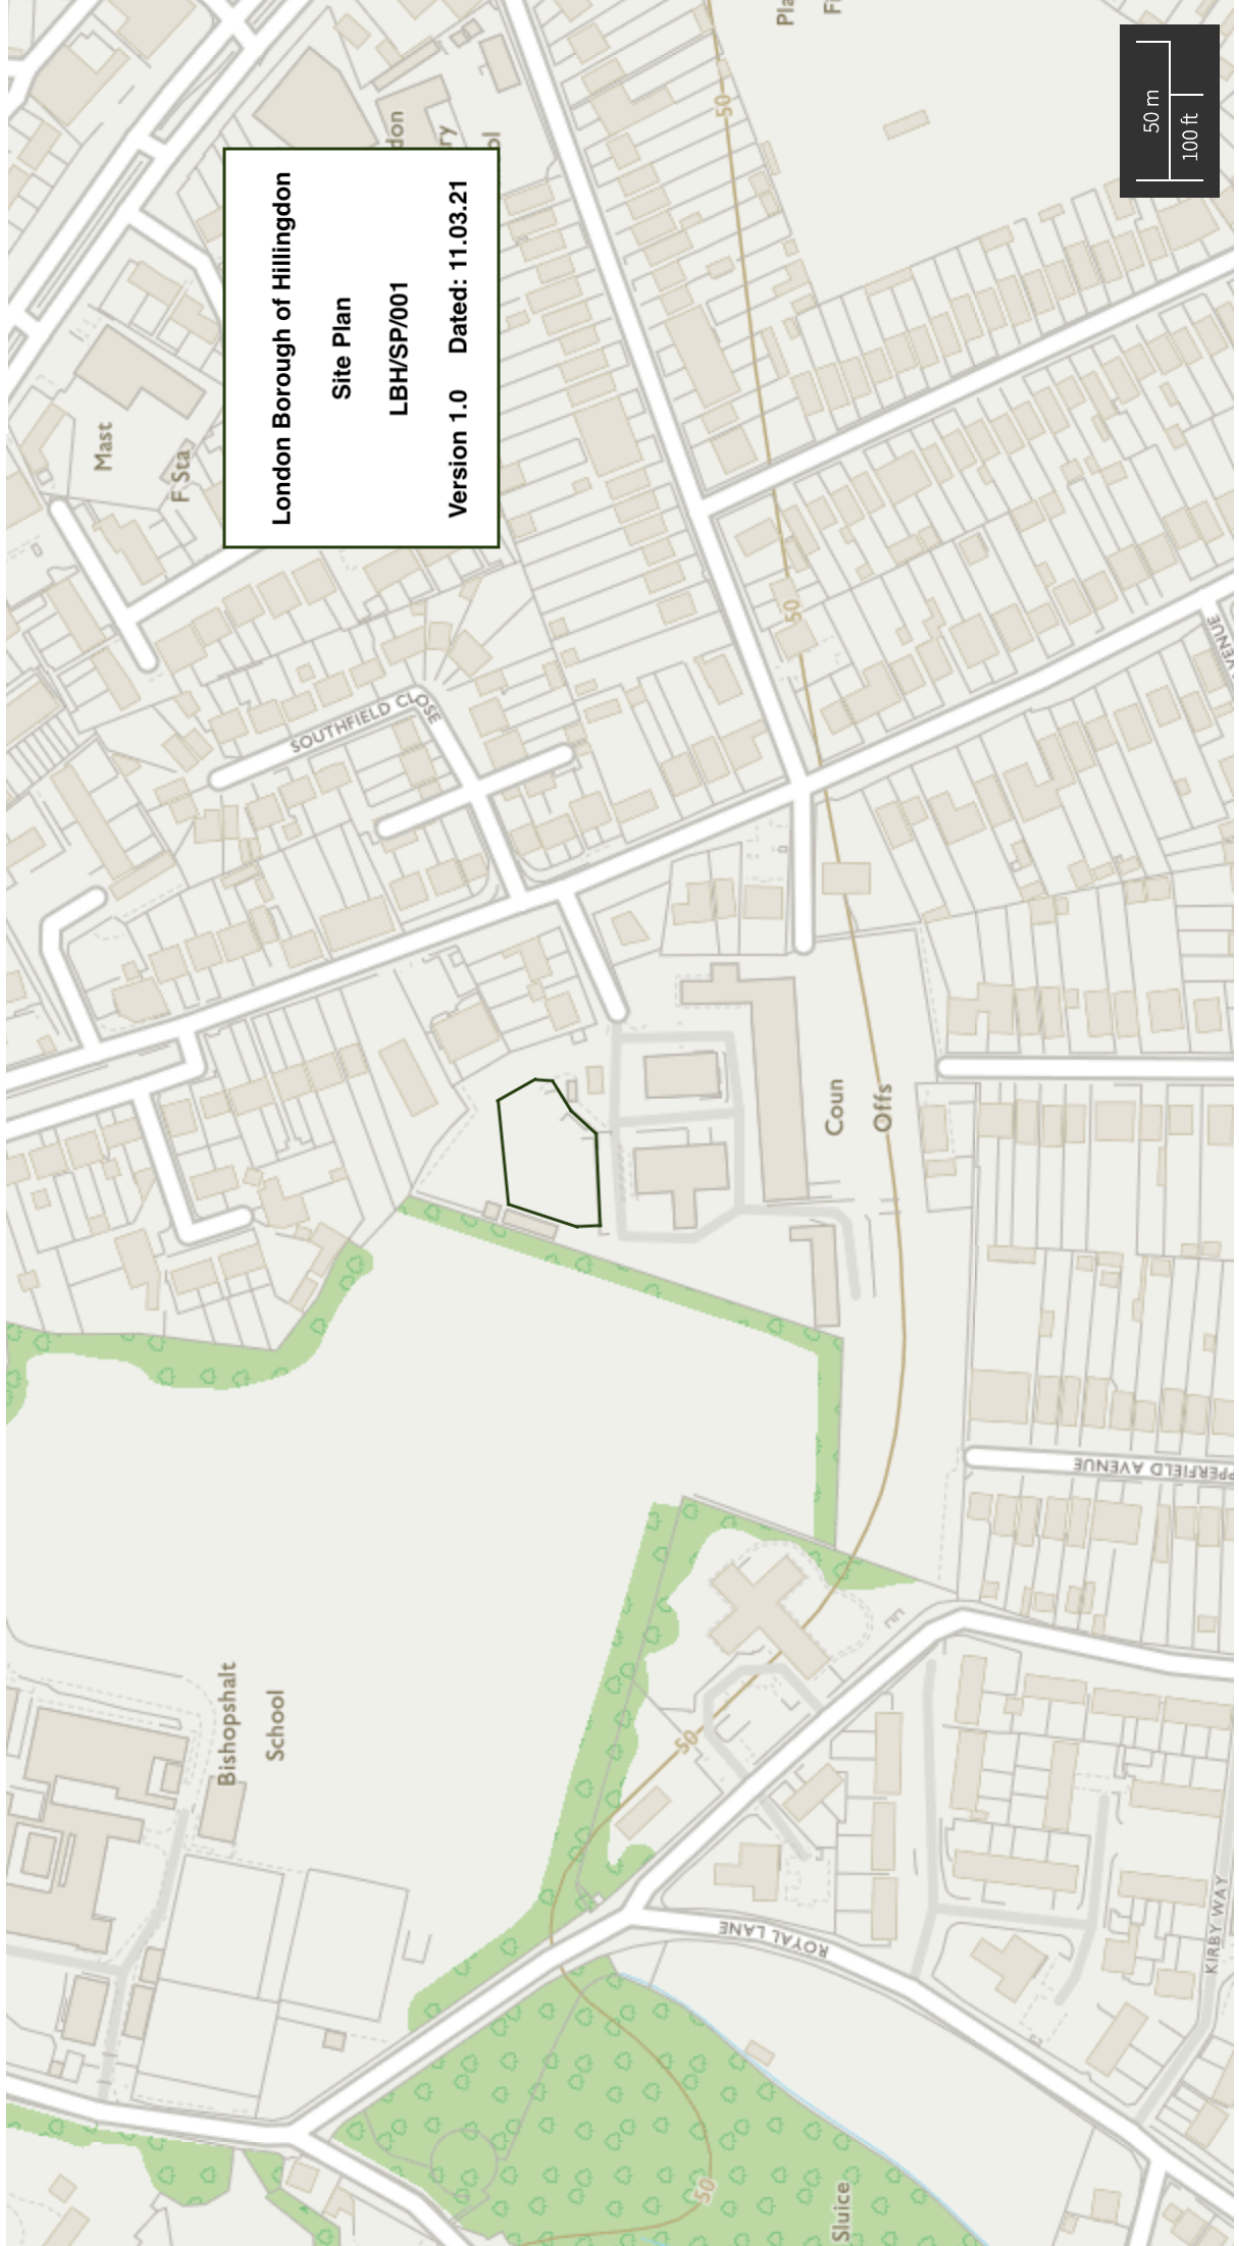 London Borough of Hillingdon
Site Plan
LBH/SP/001
Version 1.0 Dated: 11.03.21
Mast
F Sta
SOUTHFIELD CLOSE
50
50
50 m
100 ft
Coun
Offs
Bishopshalt
School
50
50
ROYAL LANE
KIRBY WAY
Sluice